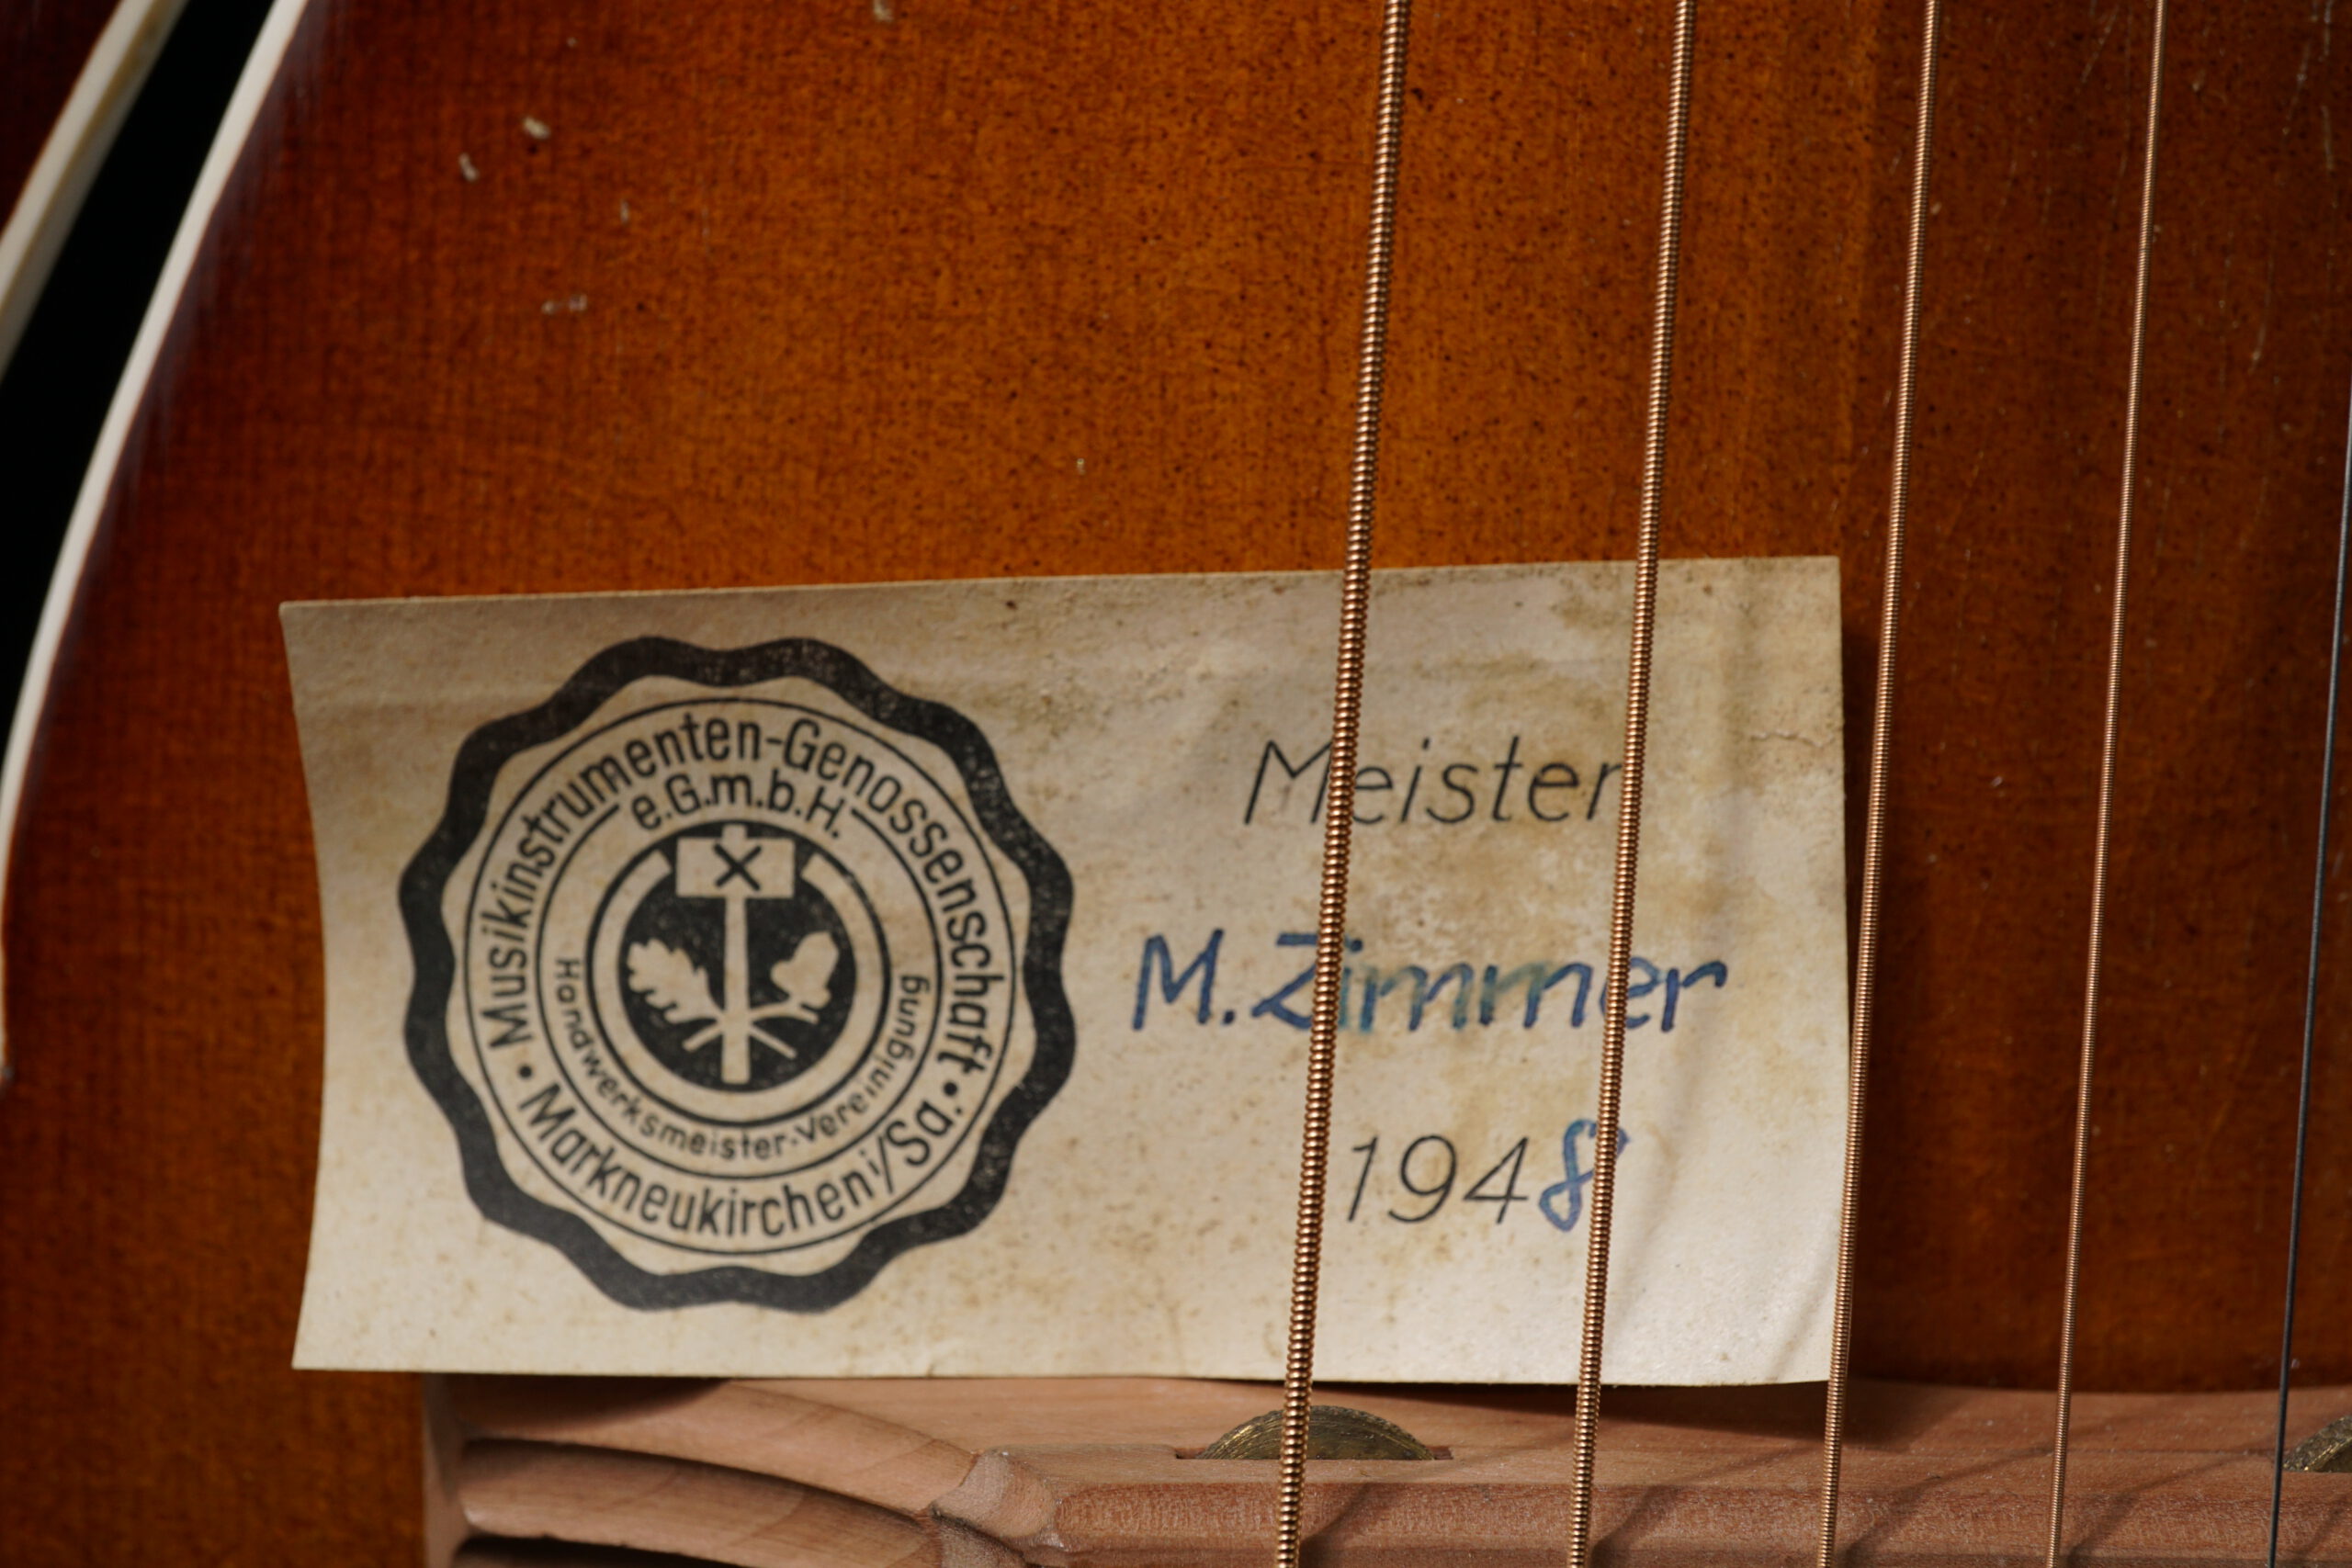 Musikinstrumenten-Genossenschaft
e.G.m.b.H.
Handwerksmeister-Vereinigung
• Markneukirchen i/Sa. •
Meister
M. Zimmer
1948